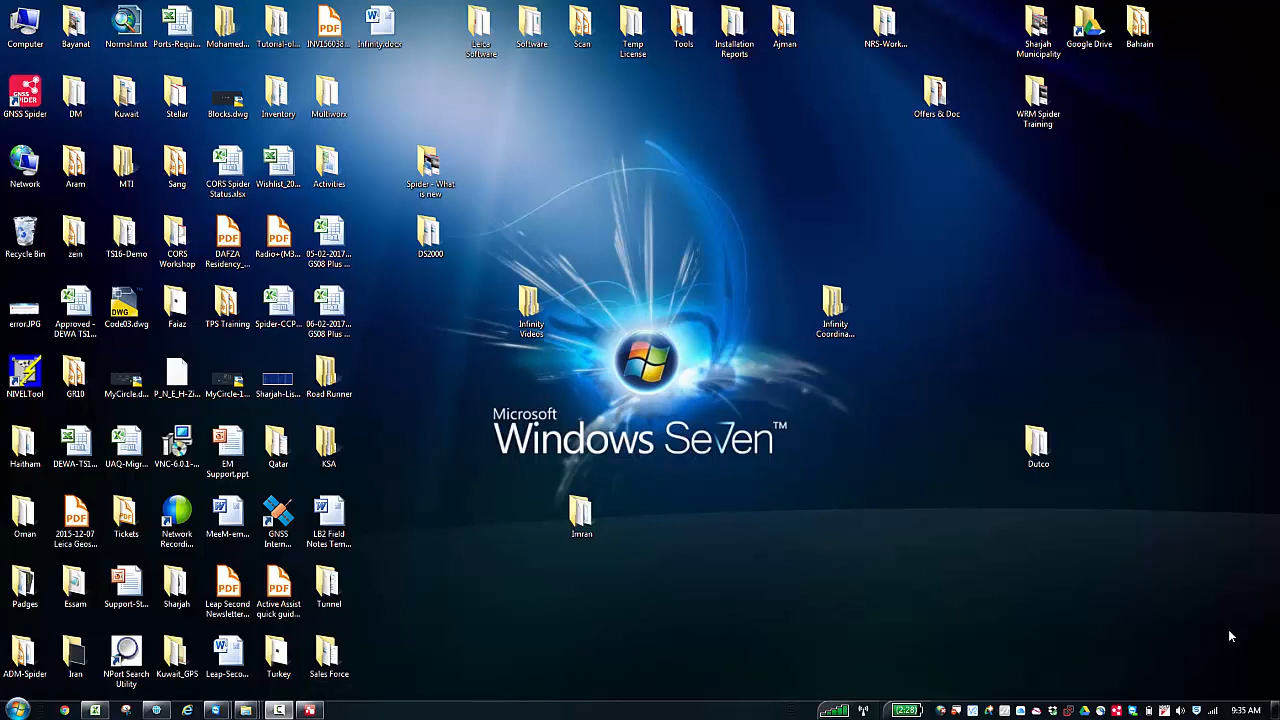 Computer
Bayanat
Normal.mxt
Ports-Requi...
Mohamed...
Tutorial-ol...
INV156038...
Infinity.docx
Leica
Software
Software
Scan
Temp
License
Tools
Installation
Reports
Ajman
NRS-Work...
Sharjah
Municipality
Google Drive
Bahrain
GNSS Spider
DM
Kuwait
Stellar
Blocks.dwg
Inventory
Multiworx
Offers & Doc
WRM Spider
Training
Network
Aram
MTJ
Sang
CORS Spider
Status.xlsx
Wishlist_20...
Activities
Spider - What
is new
Recycle Bin
zein
TS16-Demo
CORS
Workshop
DAFZA
Residency_...
Radio+(M3...
05-02-2017...
GS08 Plus ...
DS2000
error.JPG
Approved -
DEWA TS1...
Code03.dwg
Faiaz
TPS Training
Spider-CCP...
06-02-2017...
GS08 Plus ...
Infinity
Videos
Infinity
Coordina...
NIVELTool
GR10
MyCircle.d...
P_N_E_H-Zi...
MyCircle-1...
Sharjah-Lis...
Road Runner
Microsoft
Windows Se7en™
Haitham
DEWA-TS1...
UAQ-Migr...
VNC-6.0.1-...
EM
Support.ppt
Qatar
KSA
Dutco
Oman
2015-12-07
Leica Geos...
Tickets
Network
Recordi...
MeeM-em...
GNSS
Intern...
LB2 Field
Notes Tem...
Imran
Padges
Essam
Support-St...
Sharjah
Leap Second
Newsletter...
Active Assist
quick guid...
Tunnel
ADM-Spider
Iran
NPort Search
Utility
Kuwait_GPS
Leap-Seco...
Turkey
Sales Force
(2:28)
9:35 AM